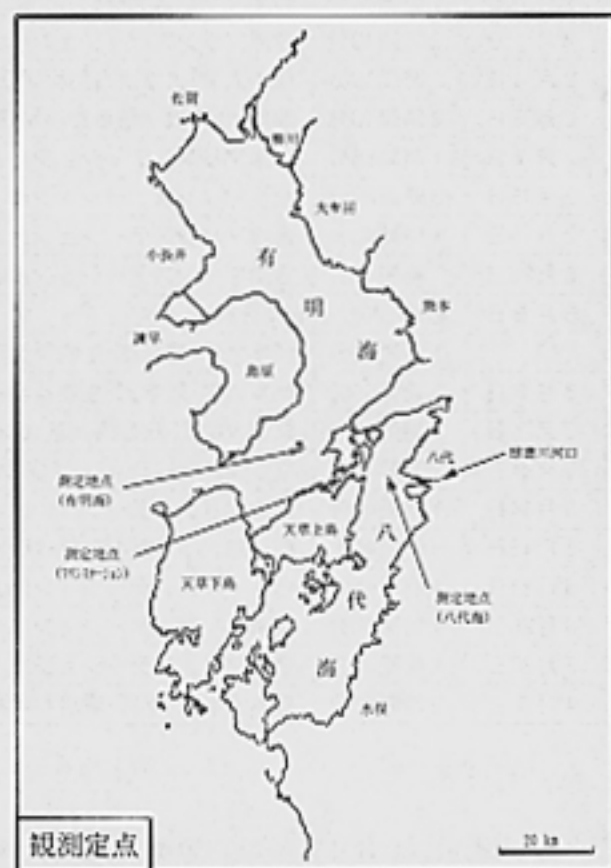 佐賀
柳川
大牟田
小長井
有
明
海
熊本
諫早
島原
測定地点
(有明海)
八代
球磨川河口
測定地点
天草上島
天草下島
八
代
海
測定地点
(八代海)
水俣
観測定点
20 km